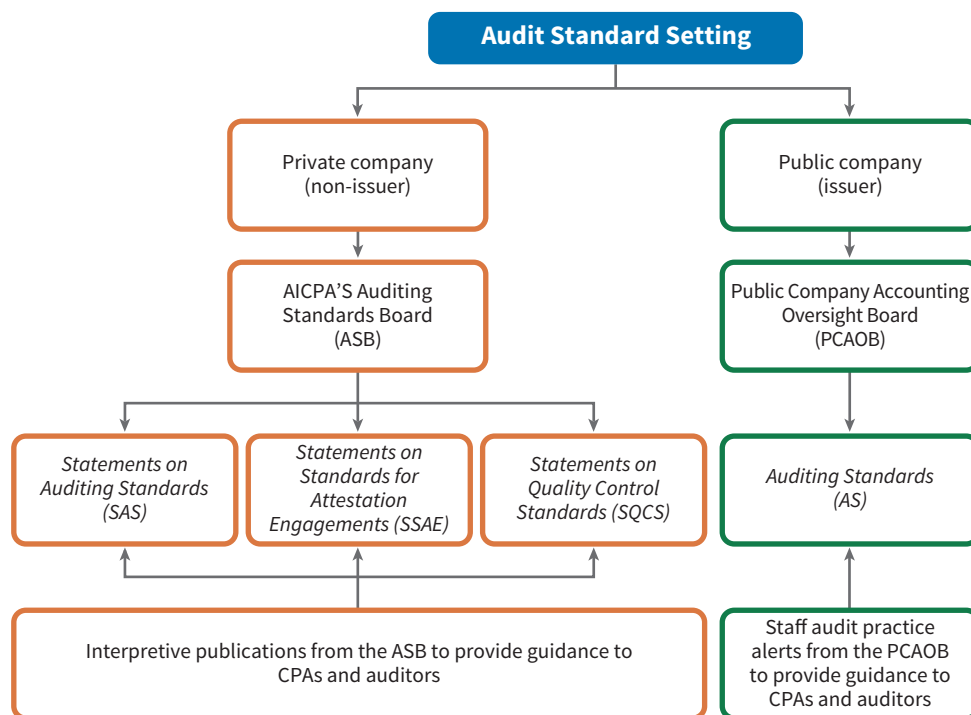 Audit Standard Setting
Private company
(non-issuer)
Public company
(issuer)
AICPA’S Auditing
Standards Board
(ASB)
Public Company Accounting
Oversight Board
(PCAOB)
Statements on
Auditing Standards
(SAS)
Statements on
Standards for
Attestation
Engagements (SSAE)
Statements on
Quality Control
Standards (SQCS)
Auditing Standards
(AS)
Interpretive publications from the ASB to provide guidance to
CPAs and auditors
Staff audit practice
alerts from the PCAOB
to provide guidance to
CPAs and auditors